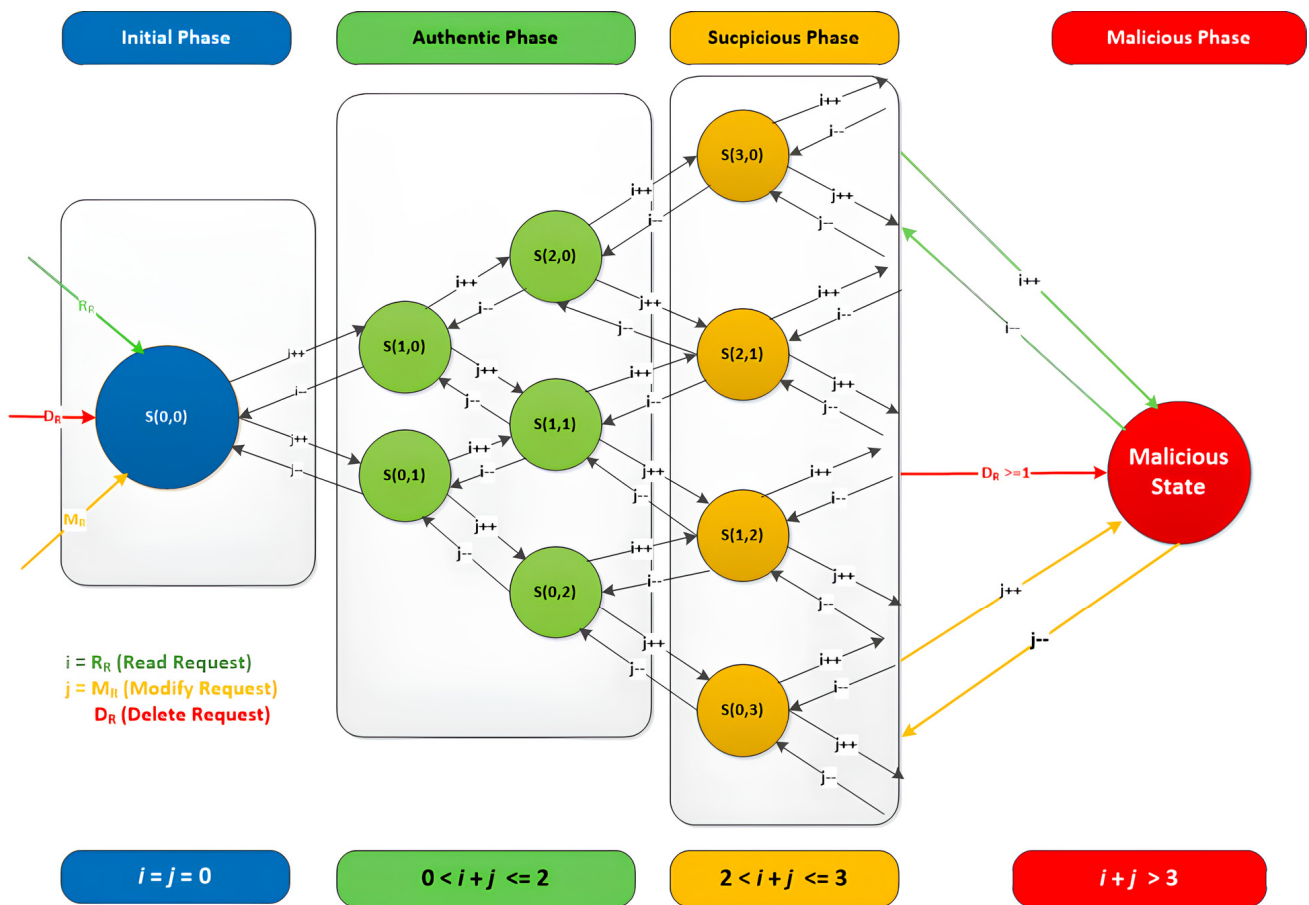 Initial Phase
Authentic Phase
Sucpicious Phase
Malicious Phase
R_R
D_R
M_R
S(0,0)
j++
i--
j++
j--
S(1,0)
S(0,1)
i++
i--
j++
j--
i++
i--
j++
j--
S(2,0)
S(1,1)
S(0,2)
i++
i--
j++
j--
i++
i--
j++
j--
i++
i--
j++
j--
S(3,0)
i++
i--
j++
j--
S(2,1)
i++
i--
j++
j--
S(1,2)
i++
i--
j++
j--
S(0,3)
i++
i--
j++
j--
i++
i--
D_R >=1
j++
j--
Malicious
State
i = R_R (Read Request)
j = M_R (Modify Request)
D_R (Delete Request)
i = j = 0
0 < i + j <= 2
2 < i + j <= 3
i + j > 3